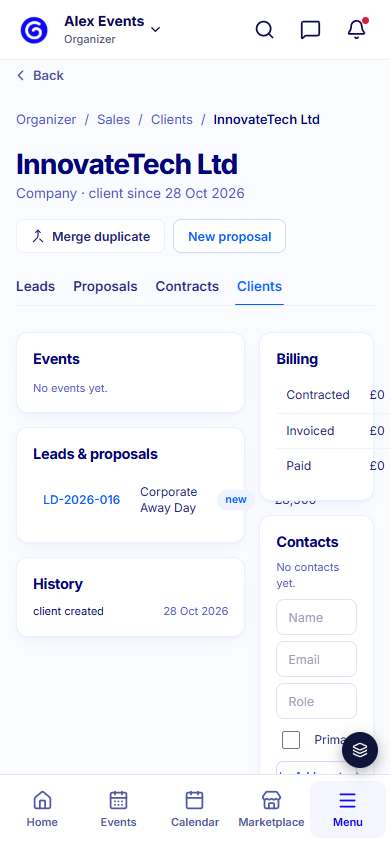 Alex Events
Organizer
Back
Organizer / Sales / Clients / InnovateTech Ltd
InnovateTech Ltd
Company · client since 28 Oct 2026
Merge duplicate
New proposal
Leads
Proposals
Contracts
Clients
Events
No events yet.
Leads & proposals
LD-2026-016
Corporate
Away Day
new
History
client created
28 Oct 2026
Billing
Contracted £0
Invoiced £0
Paid £0
Contacts
No contacts
yet.
Name
Email
Role
Home
Events
Calendar
Marketplace
Menu